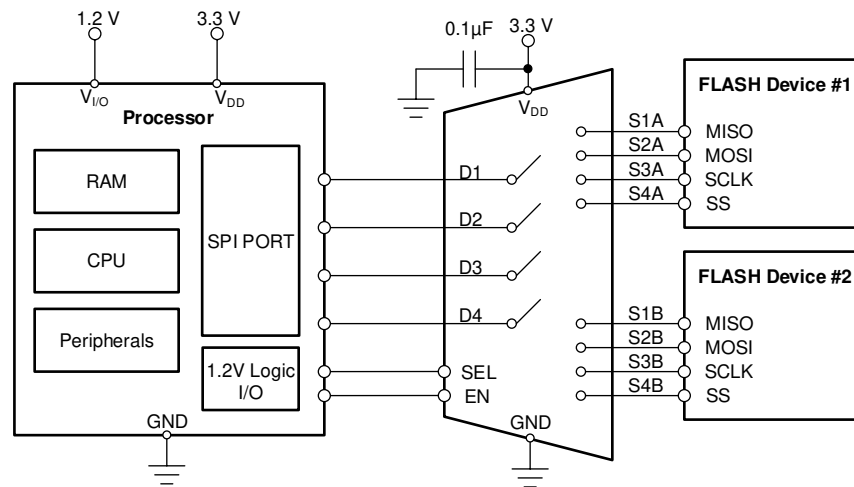 1.2 V
3.3 V
V_I/O
V_DD
Processor
RAM
CPU
Peripherals
SPI PORT
1.2V Logic
I/O
GND
0.1µF
3.3 V
V_DD
D1
D2
D3
D4
SEL
EN
GND
S1A
S2A
S3A
S4A
S1B
S2B
S3B
S4B
FLASH Device #1
MISO
MOSI
SCLK
SS
FLASH Device #2
MISO
MOSI
SCLK
SS